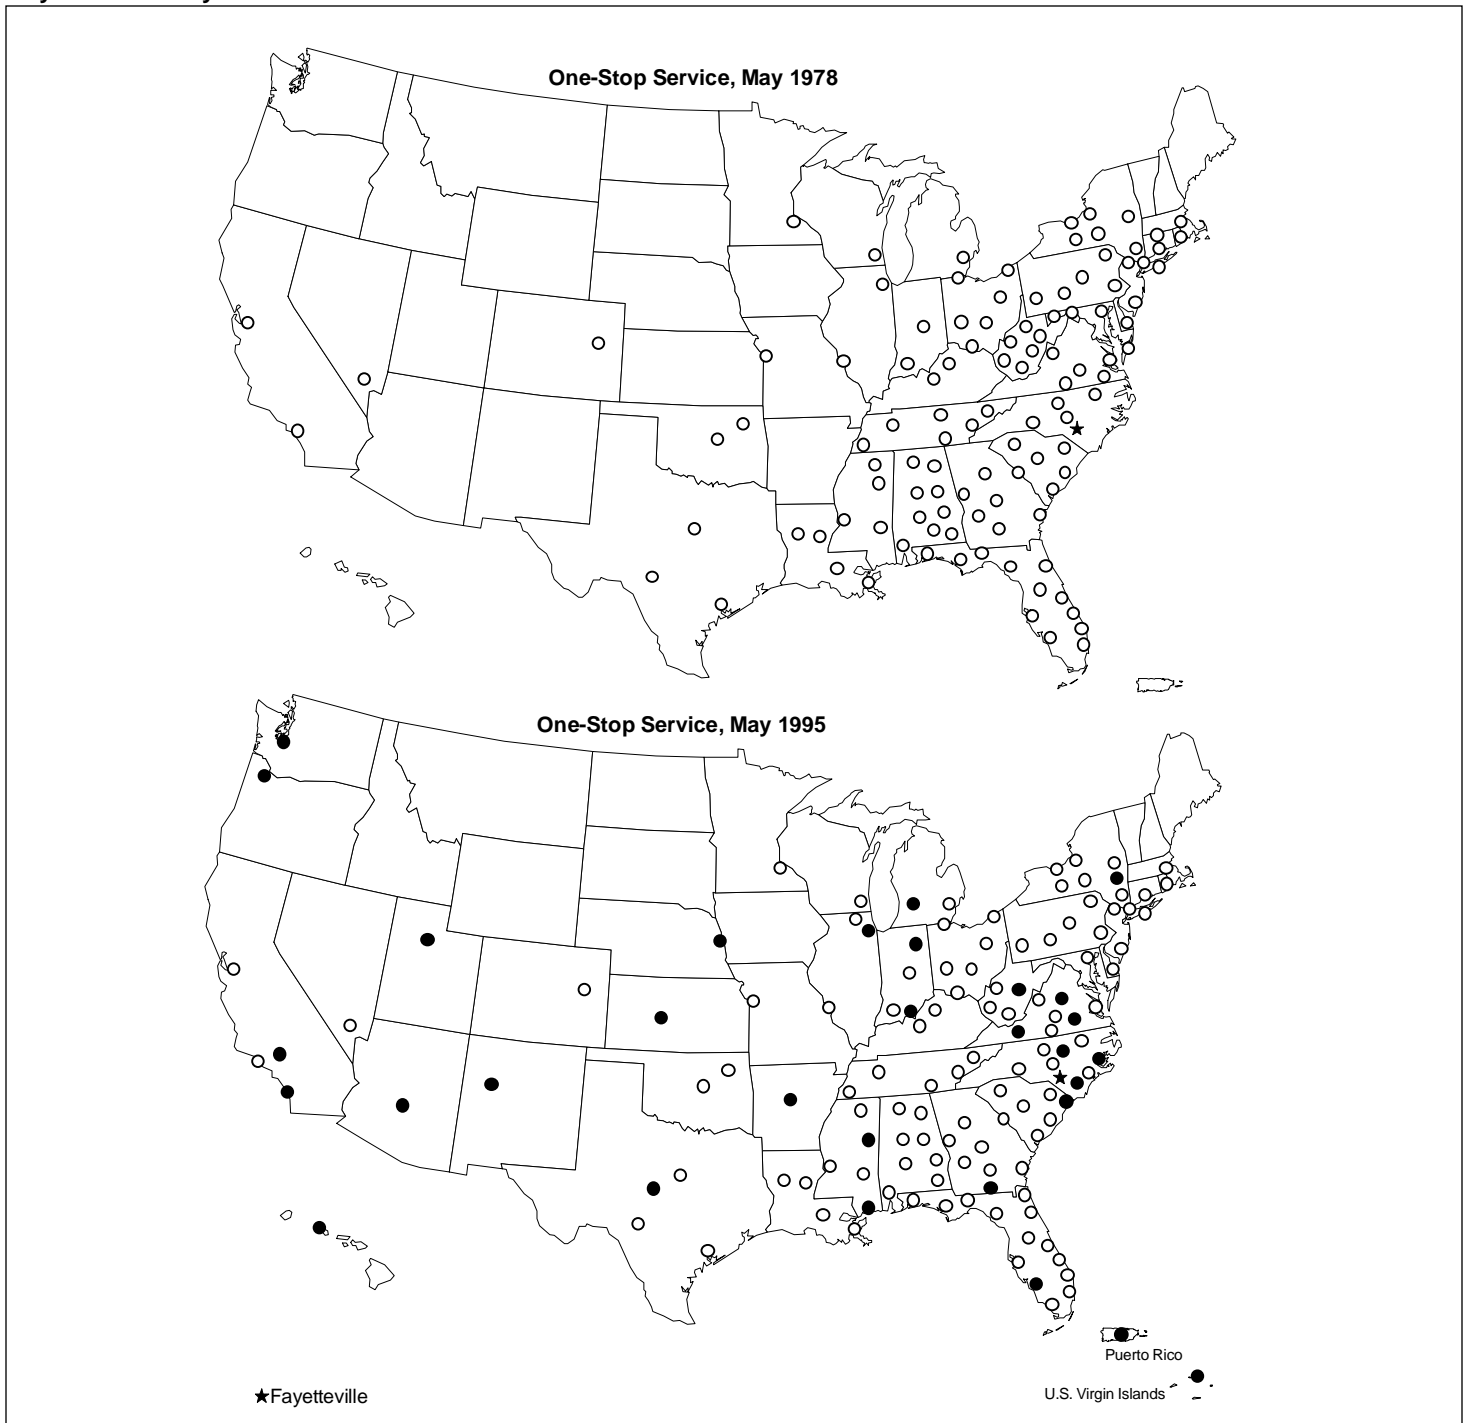 One-Stop Service, May 1978
One-Stop Service, May 1995
Puerto Rico
U.S. Virgin Islands
★Fayetteville